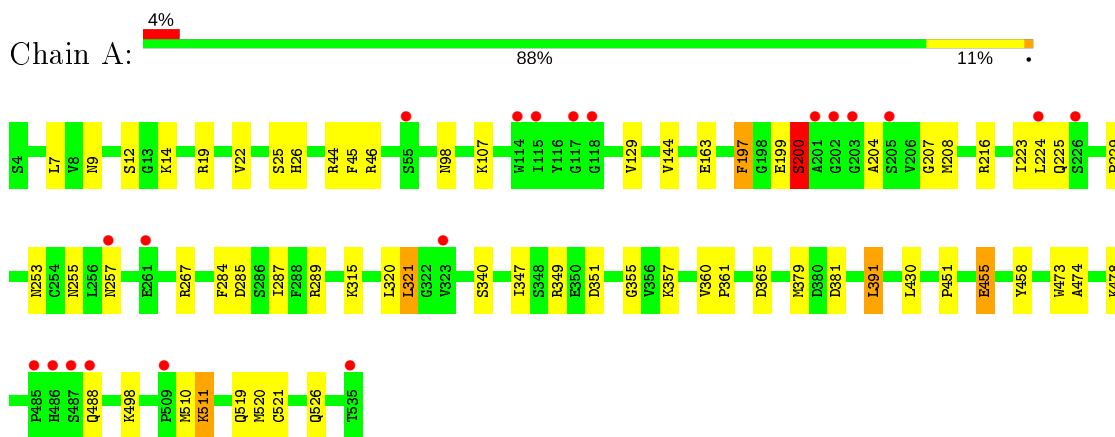 4%
Chain A:
88% 11% •
S4 L7 V8 N9 S12 G13 K14 R19 V22 S25 H26 R44 F45 R46 S55 N98 K107 W114 I115 Y116 G117 G118 V129 V144 E163 F197 G198 E199 S200 A201 G202 G203 A204 S205 V206 G207 M208 R216 I223 L224 Q225 S226
N253 C254 N255 L256 N257 E261 R267 F284 D285 S286 I287 F288 R289 K315 L320 L321 G322 V323 S340 I347 S348 R349 E350 D351 G355 V356 K357 V360 P361 D365 M379 D380 D381 L391 L430 P451 E455 Y458 W473 A474 K478
P485 H486 S487 Q488 K498 P509 M510 K511 Q519 M520 C521 Q526 T535